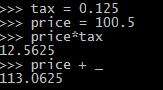 >>> tax = 0.125
>>> price = 100.5
>>> price*tax
12.5625
>>> price + _
113.0625